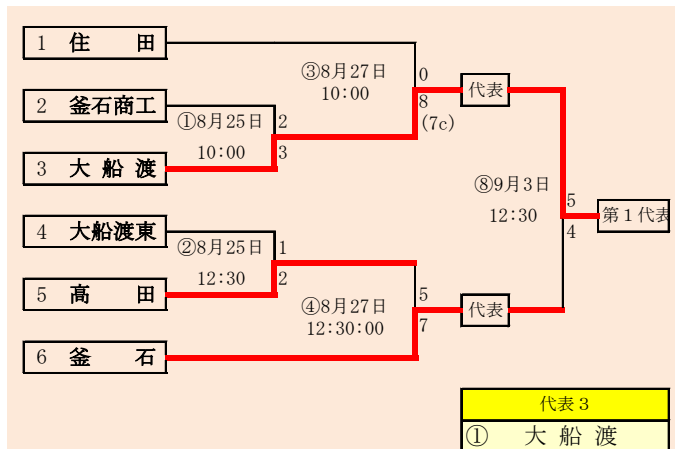 1 住 田
③8月27日
10:00
0
8
(7c)
代表
2 釜石商工
①8月25日
10:00
2
3
3 大 船 渡
⑧9月3日
12:30
5
4
第1代表
4 大船渡東
②8月25日
12:30
1
2
5 高 田
④8月27日
12:30:00
5
7
代表
6 釜 石
代表3
① 大 船 渡